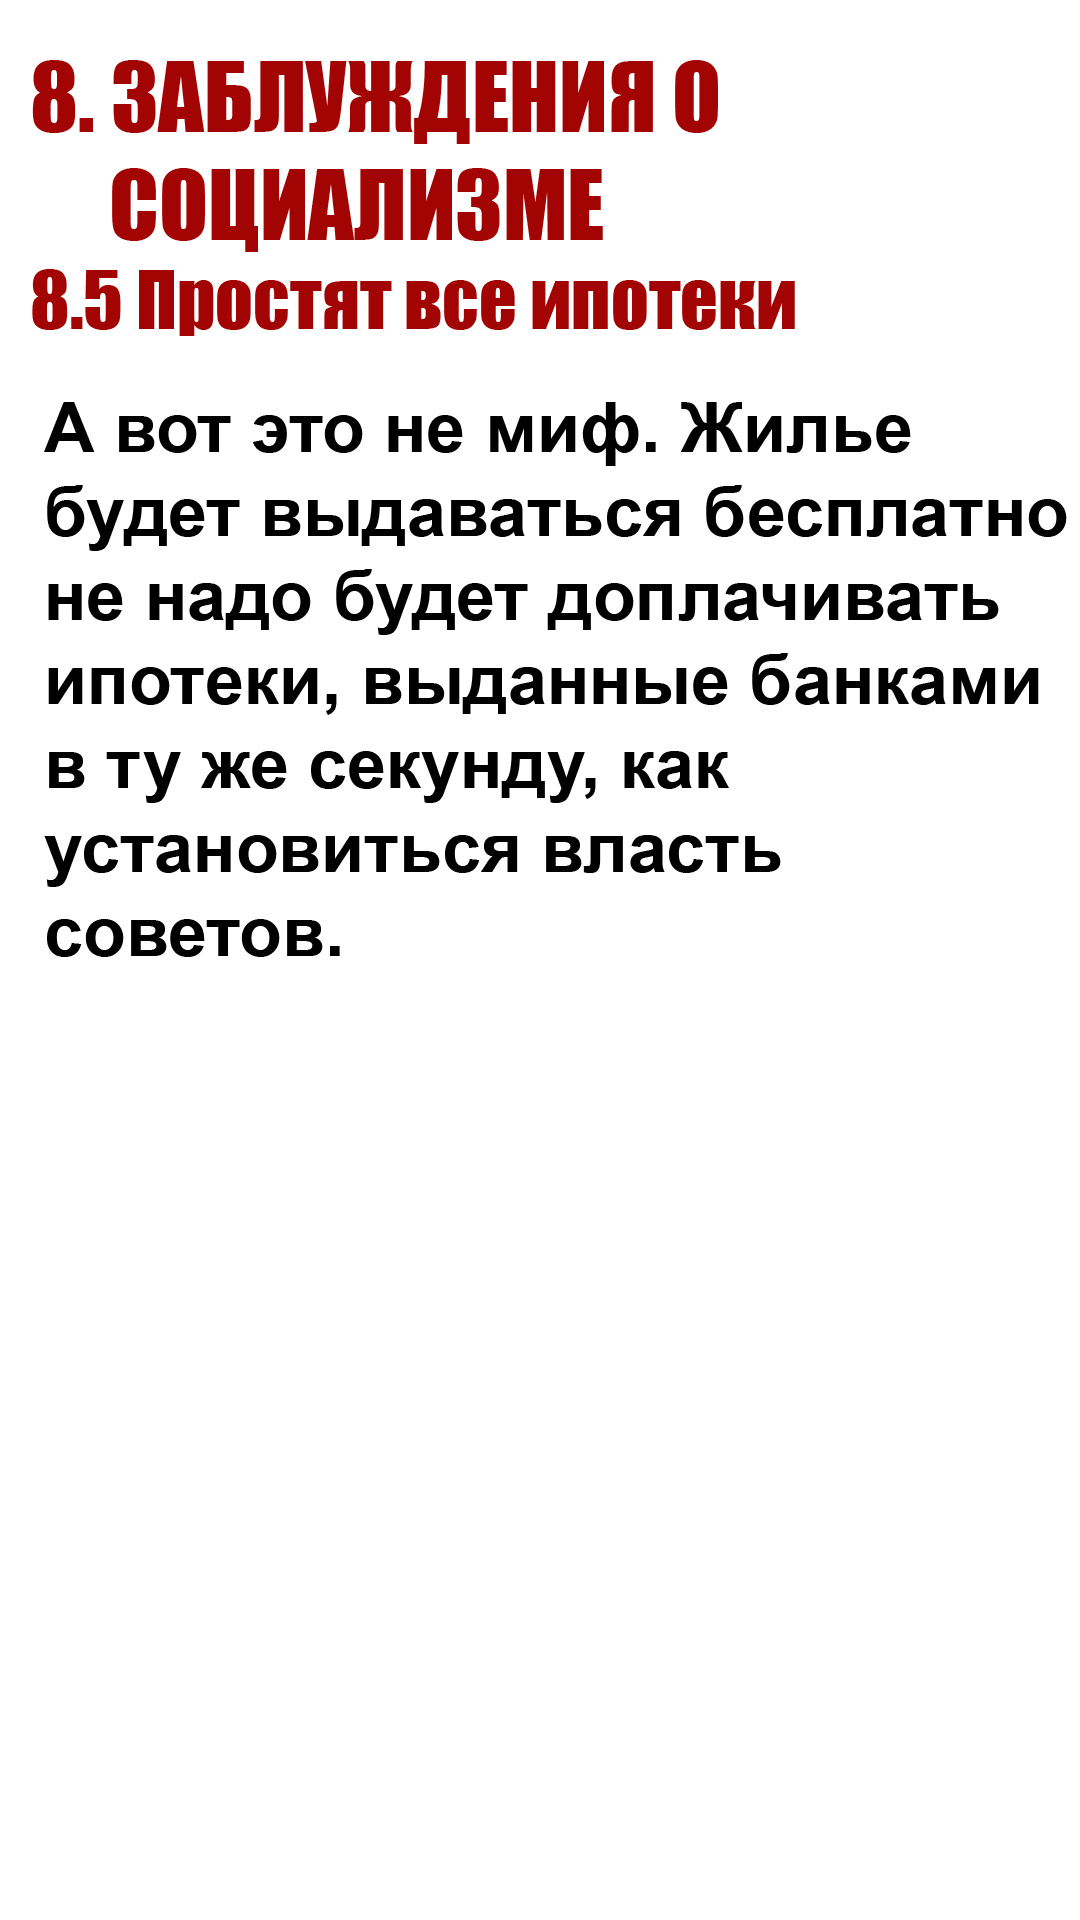 8. ЗАБЛУЖДЕНИЯ О
СОЦИАЛИЗМЕ
8.5 Простят все ипотеки
А вот это не миф. Жилье
будет выдаваться бесплатно
не надо будет доплачивать
ипотеки, выданные банками
в ту же секунду, как
установиться власть
советов.